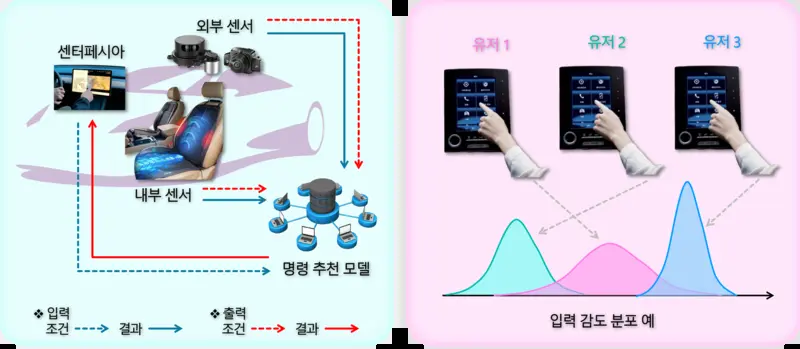 외부 센서
센터페시아
내부 센서
명령 추천 모델
❖ 입력
조건 결과
❖ 출력
조건 결과
유저 1
유저 2
유저 3
입력 감도 분포 예